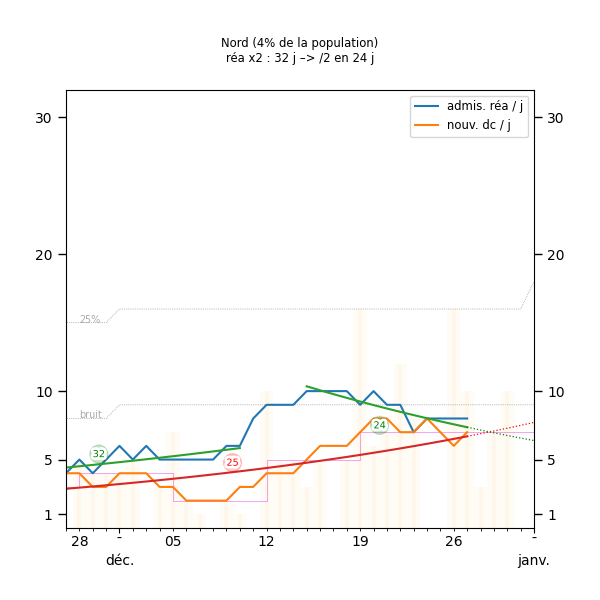 Nord (4% de la population)
réa x2 : 32 j –> /2 en 24 j
admis. réa / j
nouv. dc / j
30 30
20 20
25%
10 10
bruit
32 25 24
5 5
1 1
28 - 05 12 19 26 -
déc. janv.